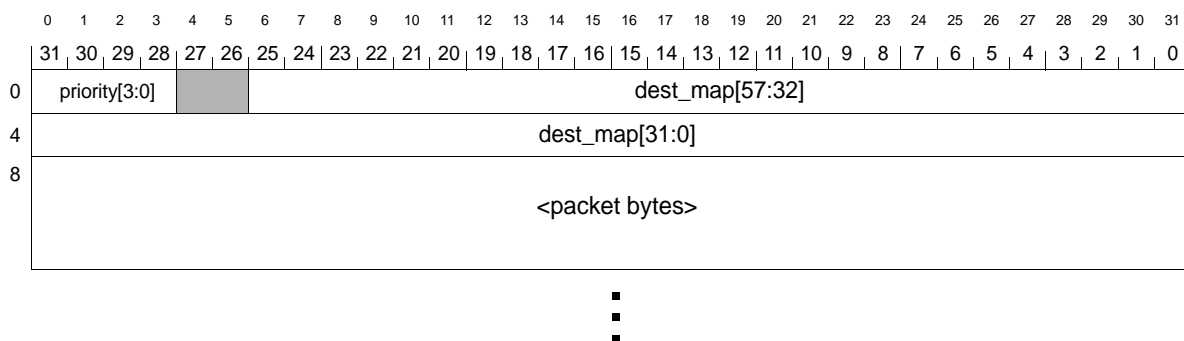 0 1 2 3 4 5 6 7 8 9 10 11 12 13 14 15 16 17 18 19 20 21 22 23 24 25 26 27 28 29 30 31
31 30 29 28 27 26 25 24 23 22 21 20 19 18 17 16 15 14 13 12 11 10 9 8 7 6 5 4 3 2 1 0
0 priority[3:0] dest_map[57:32]
4 dest_map[31:0]
8
<packet bytes>